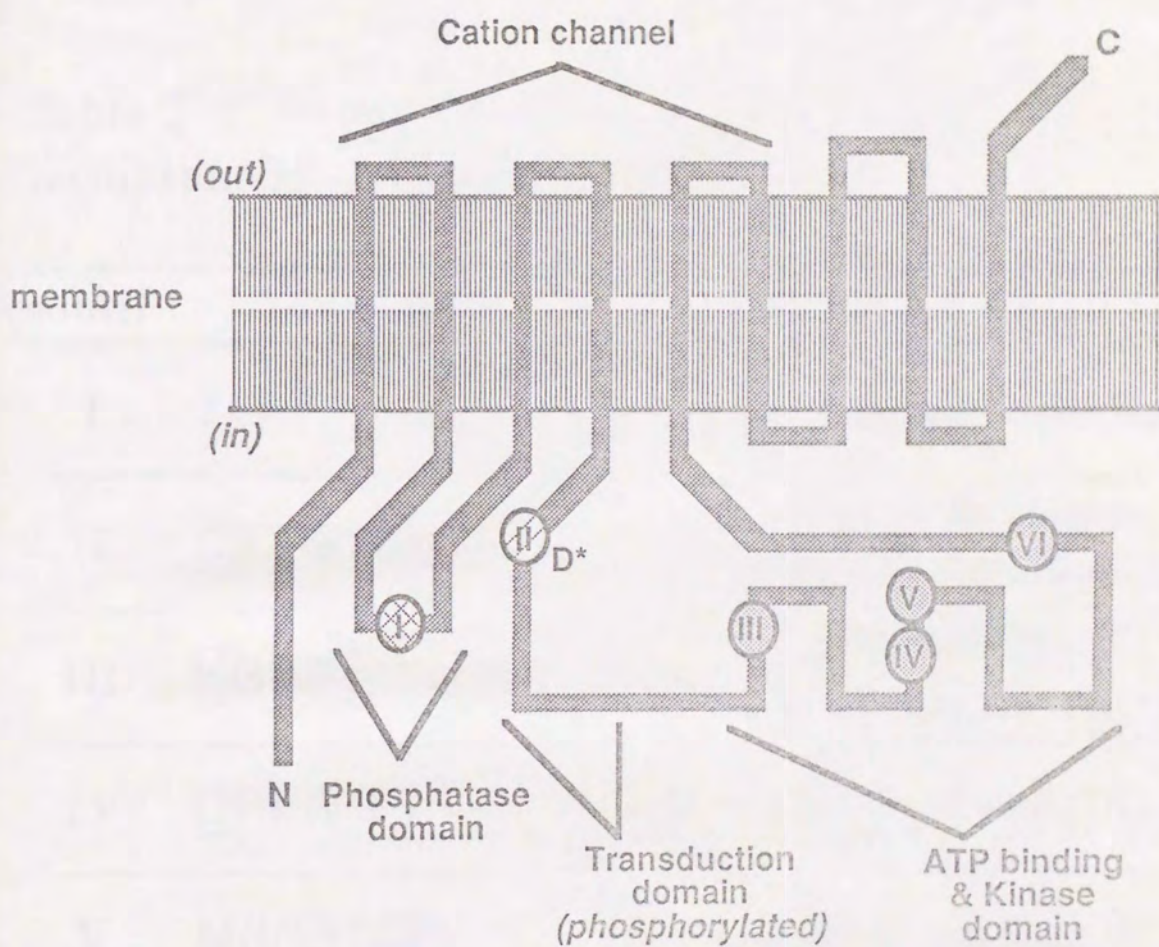 Cation channel
C
(out)
membrane
(in)
II
D*
VI
I
III
V
IV
N
Phosphatase
domain
Transduction
domain
(phosphorylated)
ATP binding
& Kinase
domain